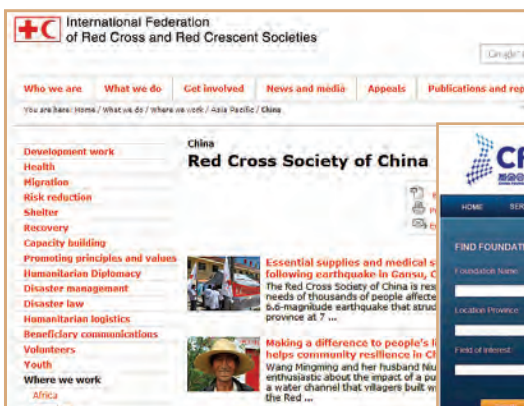 International Federation
of Red Cross and Red Crescent Societies
Who we are
What we do
Get involved
News and media
Appeals
Publications and rep
You are here: Home / What we do / Where we work / Asia Pacific / China
Development work
Health
Migration
Risk reduction
Shelter
Recovery
Capacity building
Promoting principles and values
Humanitarian Diplomacy
Disaster management
Disaster law
Humanitarian logistics
Beneficiary communications
Volunteers
Youth
Where we work
Africa
China
Red Cross Society of China
Essential supplies and medical s
following earthquake in Gansu, C
The Red Cross Society of China is res
needs of thousands of people affecte
6.6-magnitude earthquake that struc
province at 7 ...
Making a difference to people's li
helps community resilience in Ch
Wang Mingming and her husband Niu
enthusiastic about the impact of a pu
a water channel that villagers built w
the Red ...
HOME
SER
FIND FOUNDAT
Foundation Name
Location Province
Field of Interest